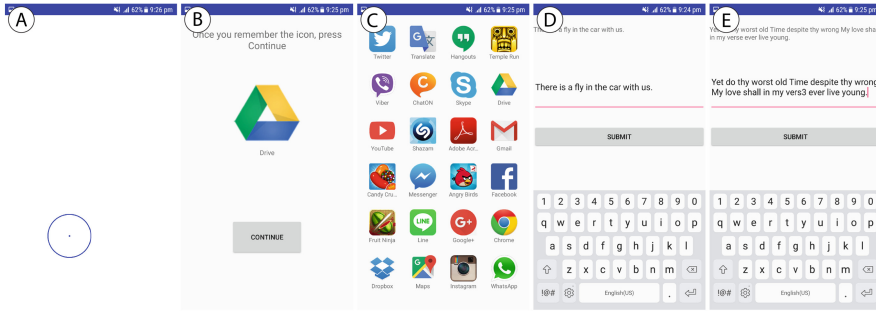 A
62% 9:26 pm
B
62% 9:25 pm
Once you remember the icon, press
Continue
Drive
CONTINUE
C
62% 9:25 pm
Twitter Translate Hangouts Temple Run
Viber ChatON Skype Drive
YouTube Shazam Adobe Acr... Gmail
Candy Cru... Messenger Angry Birds Facebook
LINE G+
Fruit Ninja Line Google+ Chrome
Dropbox Maps Instagram WhatsApp
D
62% 9:24 pm
a fly in the car with us.
There is a fly in the car with us.
SUBMIT
1 2 3 4 5 6 7 8 9 0
q w e r t y u i o p
a s d f g h j k l
z x c v b n m
!@# English(US) .
E
62% 9:25 pm
Yet do thy worst old Time despite thy wrong My love shall
in my verse ever live young.
Yet do thy worst old Time despite thy wrong
My love shall in my vers3 ever live young.
SUBMIT
1 2 3 4 5 6 7 8 9 0
q w e r t y u i o p
a s d f g h j k l
z x c v b n m
!@# English(US) .